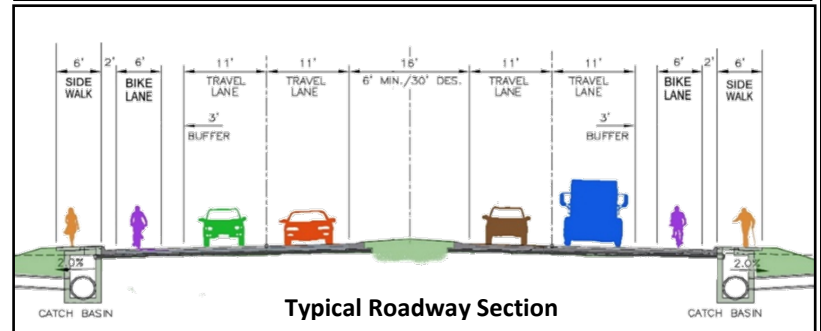 6' 2' 6' 11' 11' 16' 11' 11' 6' 2' 6'
SIDE WALK BIKE LANE TRAVEL LANE TRAVEL LANE 6' MIN./30' DES. TRAVEL LANE TRAVEL LANE BIKE LANE SIDE WALK
3' BUFFER 3' BUFFER
2.0% 2.0%
Typical Roadway Section
CATCH BASIN CATCH BASIN